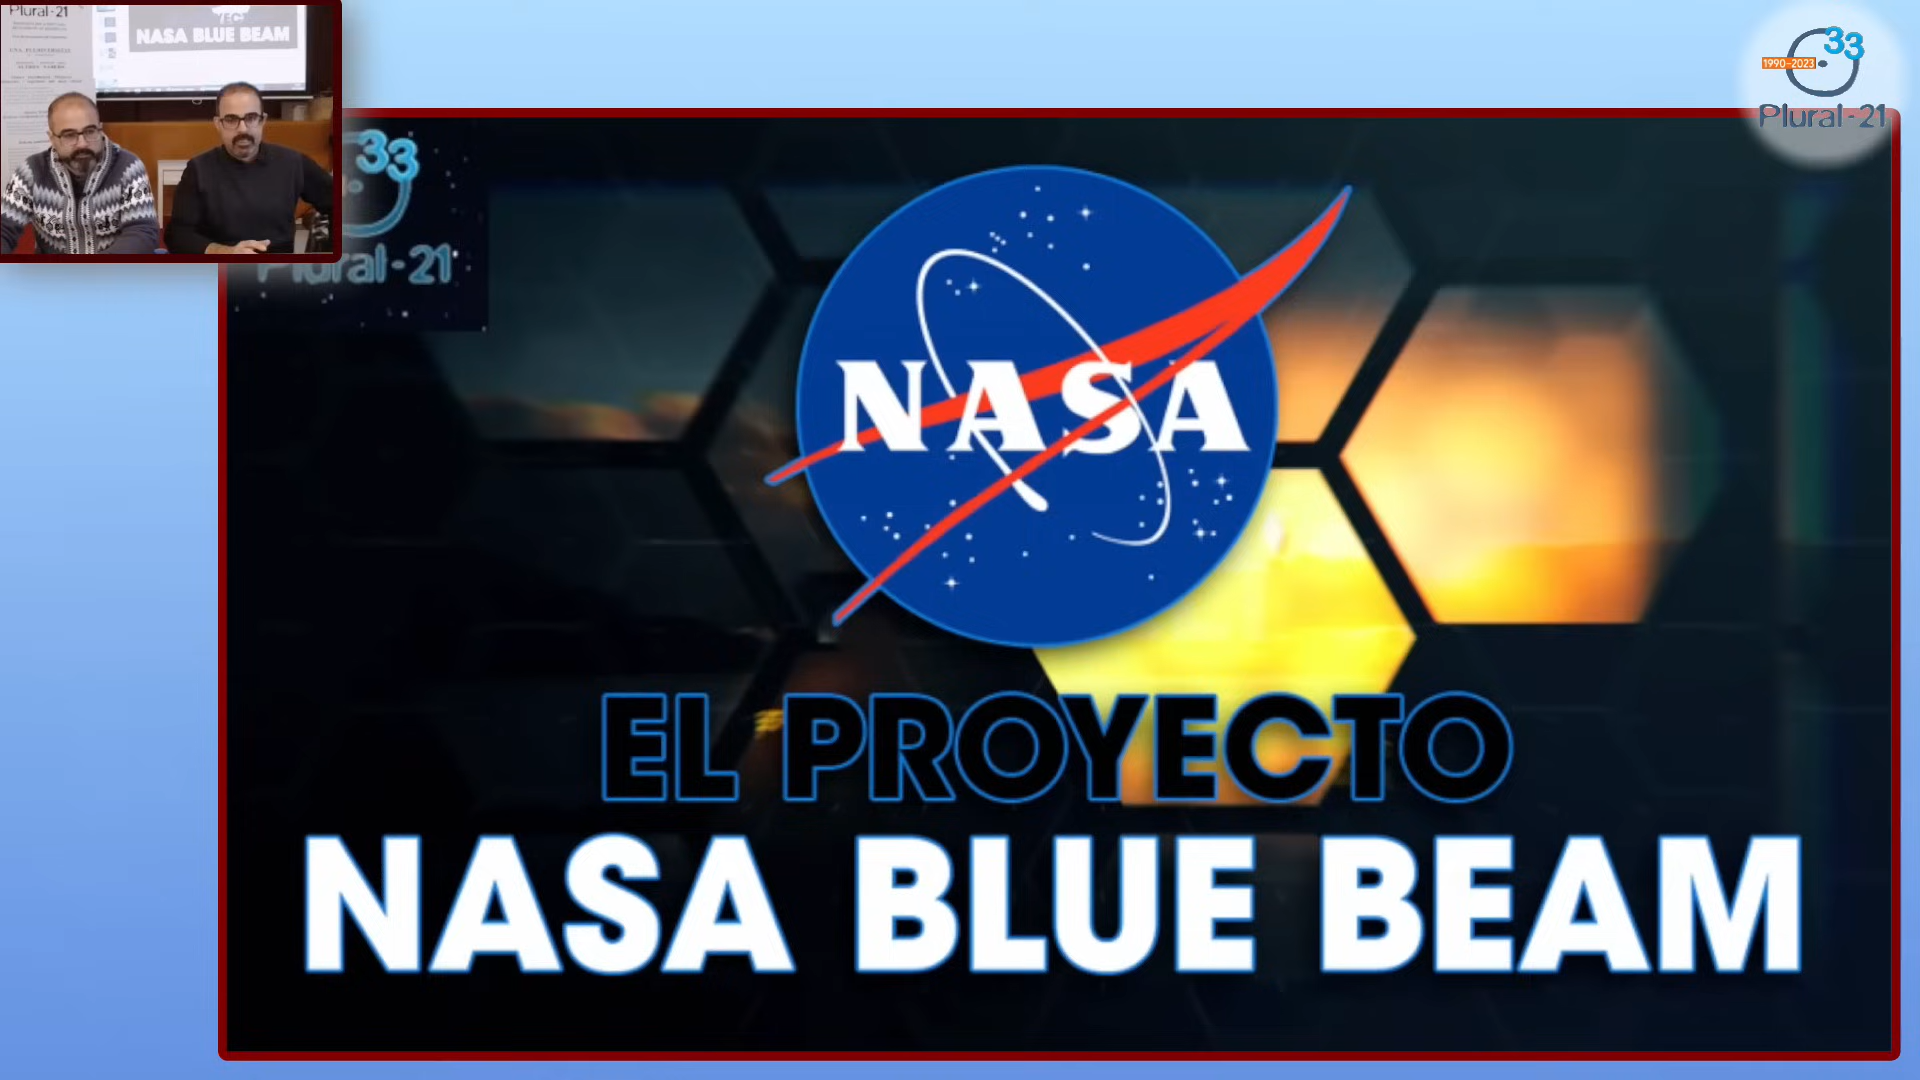 Plural-21
NASA BLUE BEAM
33
1990-2023
Plural-21
33
Plural-21
NASA
EL PROYECTO
NASA BLUE BEAM